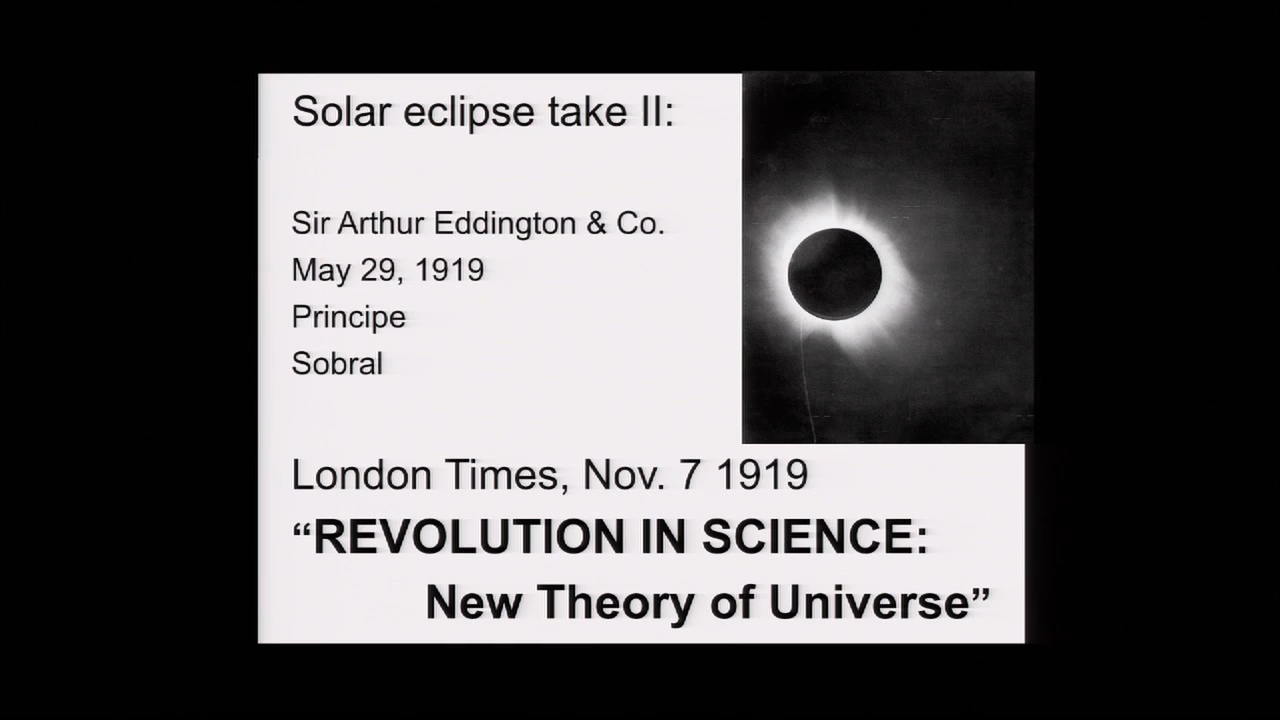 Solar eclipse take II:
Sir Arthur Eddington & Co.
May 29, 1919
Principe
Sobral
London Times, Nov. 7 1919
“REVOLUTION IN SCIENCE:
New Theory of Universe”